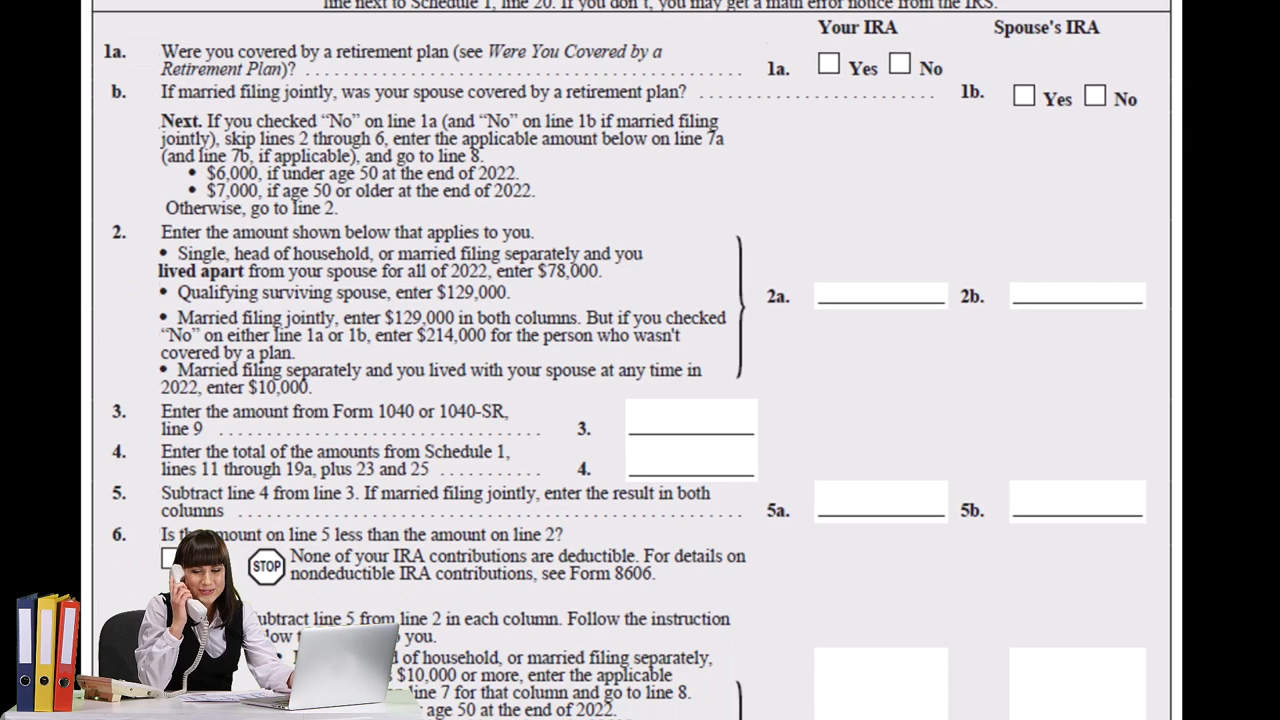 line next to Schedule 1, line 20. If you don't, you may get a math error notice from the IRS.
Your IRA Spouse's IRA
1a. Were you covered by a retirement plan (see Were You Covered by a
Retirement Plan)? 1a. Yes No
b. If married filing jointly, was your spouse covered by a retirement plan? 1b. Yes No
Next. If you checked “No” on line 1a (and “No” on line 1b if married filing
jointly), skip lines 2 through 6, enter the applicable amount below on line 7a
(and line 7b, if applicable), and go to line 8.
• $6,000, if under age 50 at the end of 2022.
• $7,000, if age 50 or older at the end of 2022.
Otherwise, go to line 2.
2. Enter the amount shown below that applies to you.
• Single, head of household, or married filing separately and you
lived apart from your spouse for all of 2022, enter $78,000.
• Qualifying surviving spouse, enter $129,000. 2a. 2b.
• Married filing jointly, enter $129,000 in both columns. But if you checked
“No” on either line 1a or 1b, enter $214,000 for the person who wasn't
covered by a plan.
• Married filing separately and you lived with your spouse at any time in
2022, enter $10,000.
3. Enter the amount from Form 1040 or 1040-SR,
line 9 3.
4. Enter the total of the amounts from Schedule 1,
lines 11 through 19a, plus 23 and 25 4.
5. Subtract line 4 from line 3. If married filing jointly, enter the result in both
columns 5a. 5b.
6. Is the amount on line 5 less than the amount on line 2?
STOP None of your IRA contributions are deductible. For details on
nondeductible IRA contributions, see Form 8606.
ubtract line 5 from line 2 in each column. Follow the instruction
you.
of household, or married filing separately,
$10,000 or more, enter the applicable
line 7 for that column and go to line 8.
age 50 at the end of 2022.